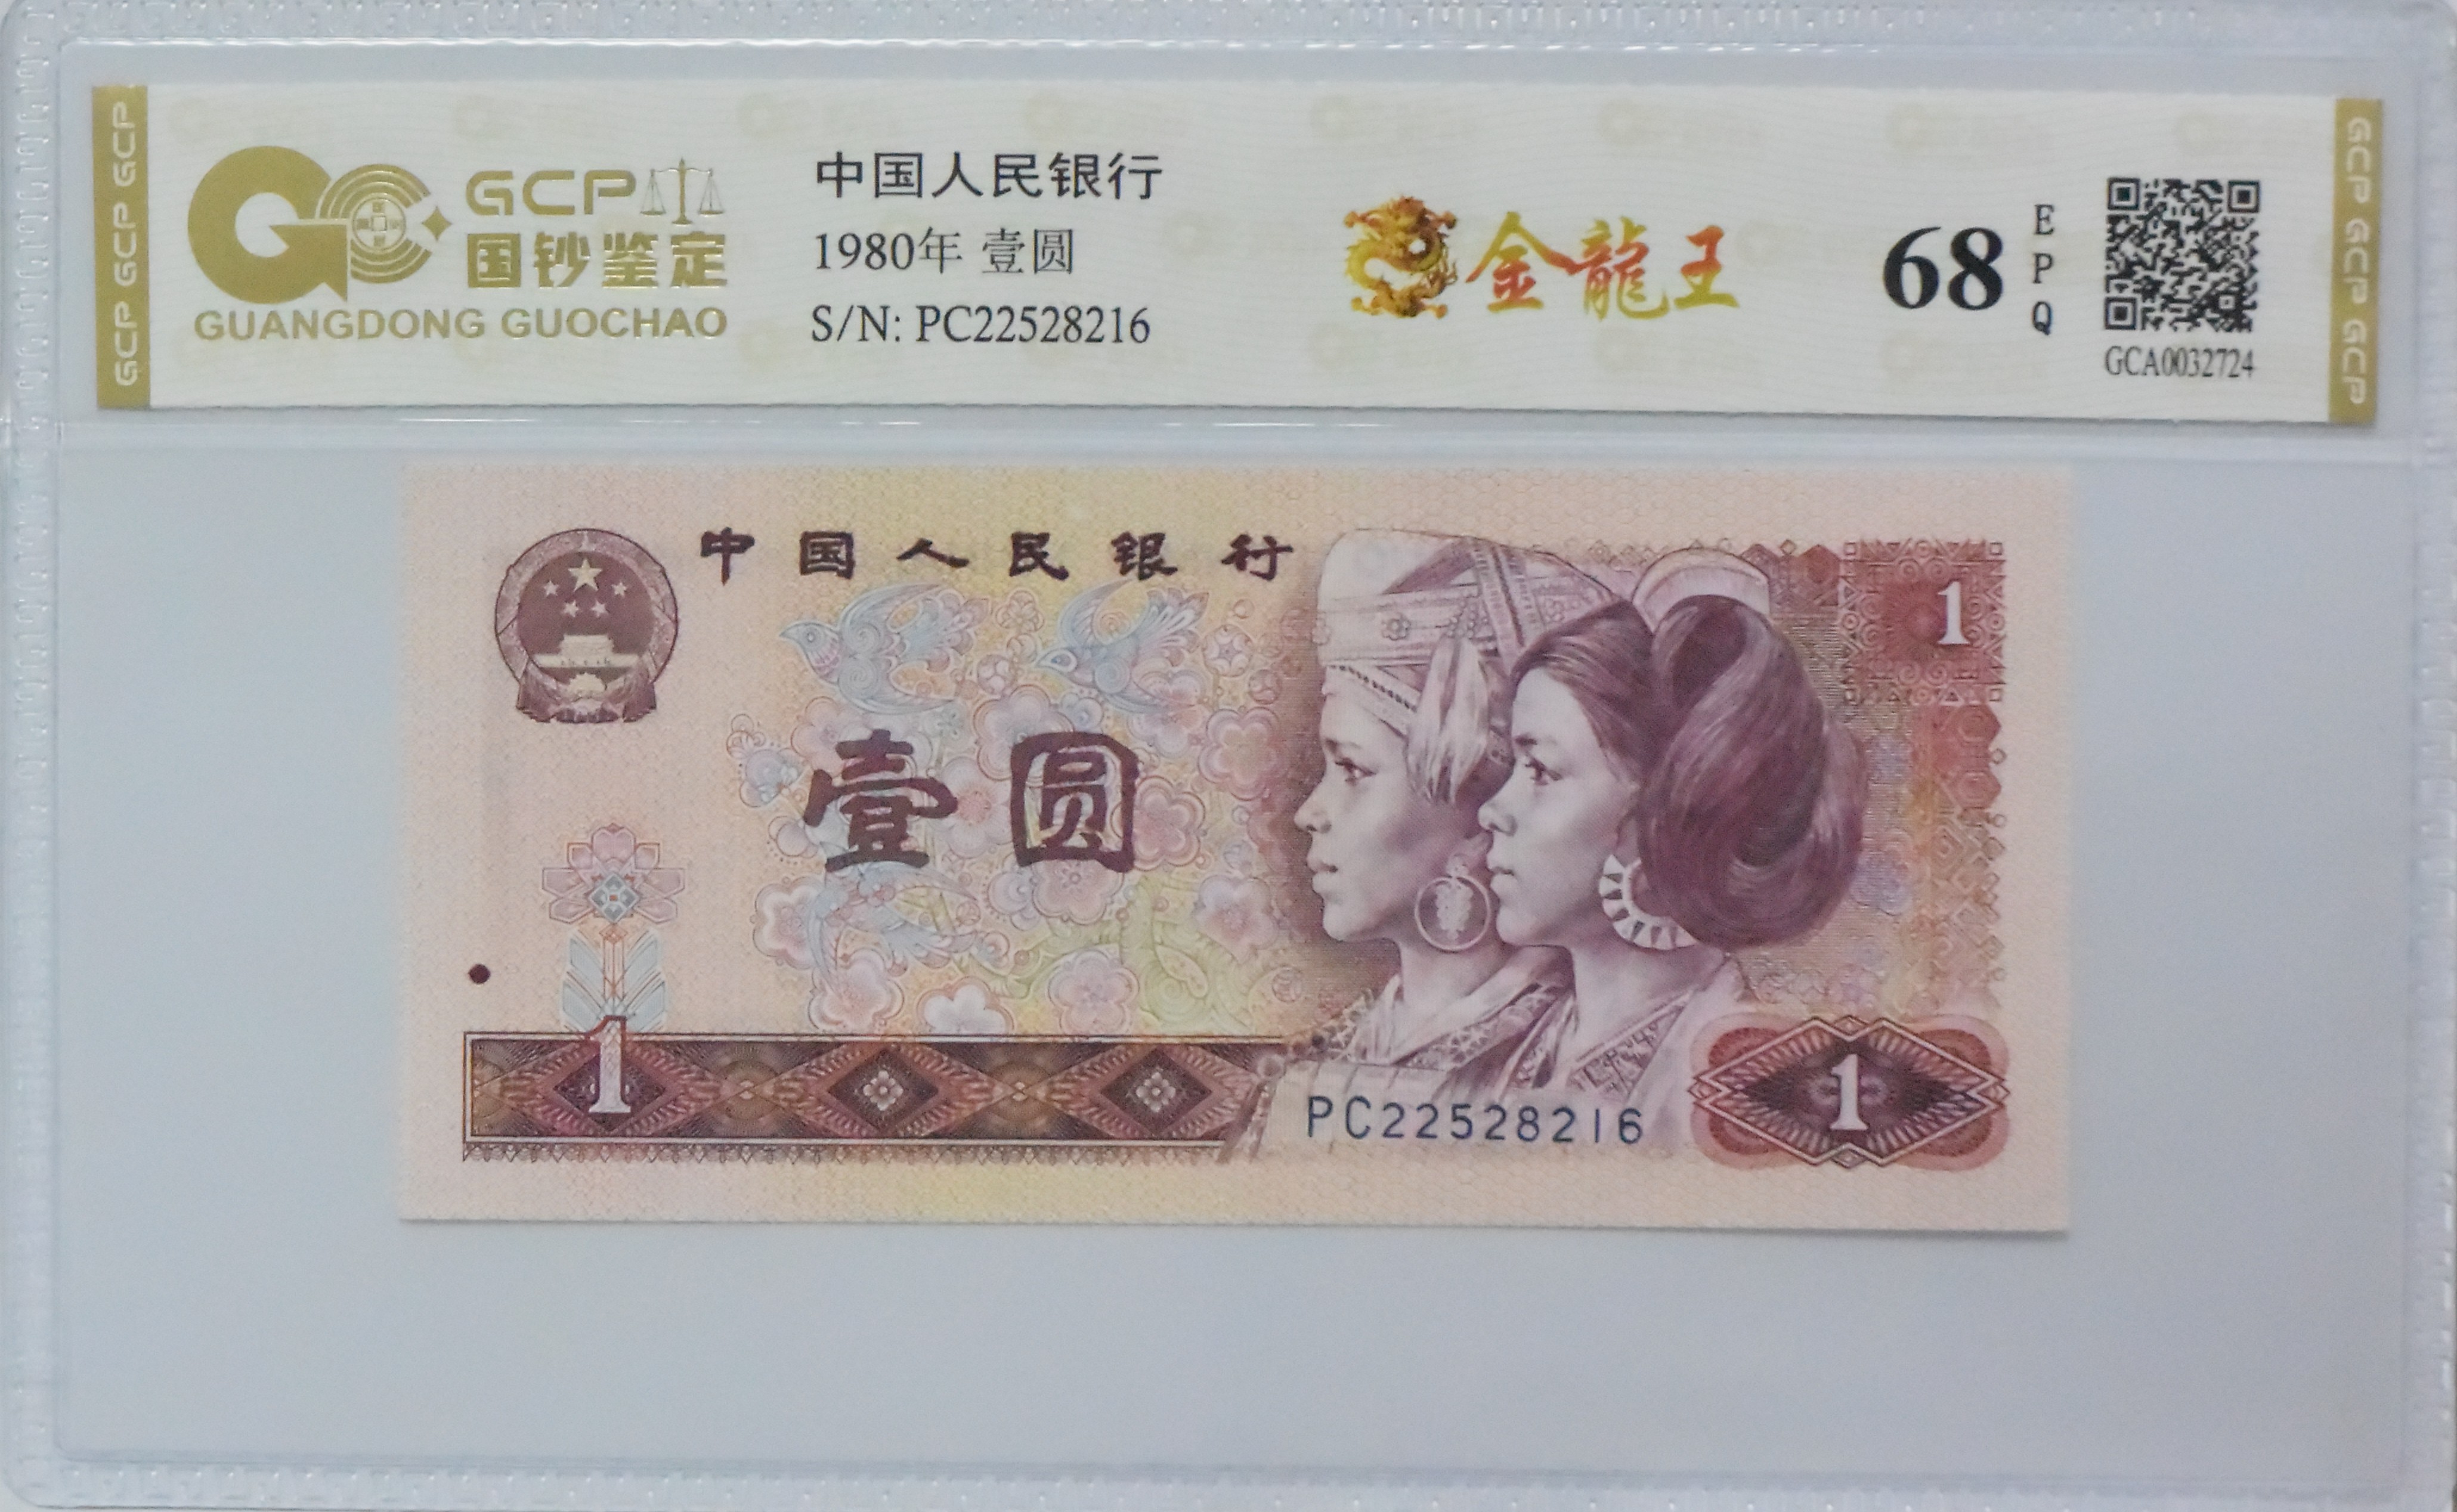 GCP GCP GCP
GCP
国钞鉴定
GUANGDONG GUOCHAO
中国人民银行
1980年 壹圆
S/N: PC22528216
金龍王
68
EPQ
GCA0032724
GCP GCP GCP
中国人民银行
1
壹圆
1
PC22528216
1